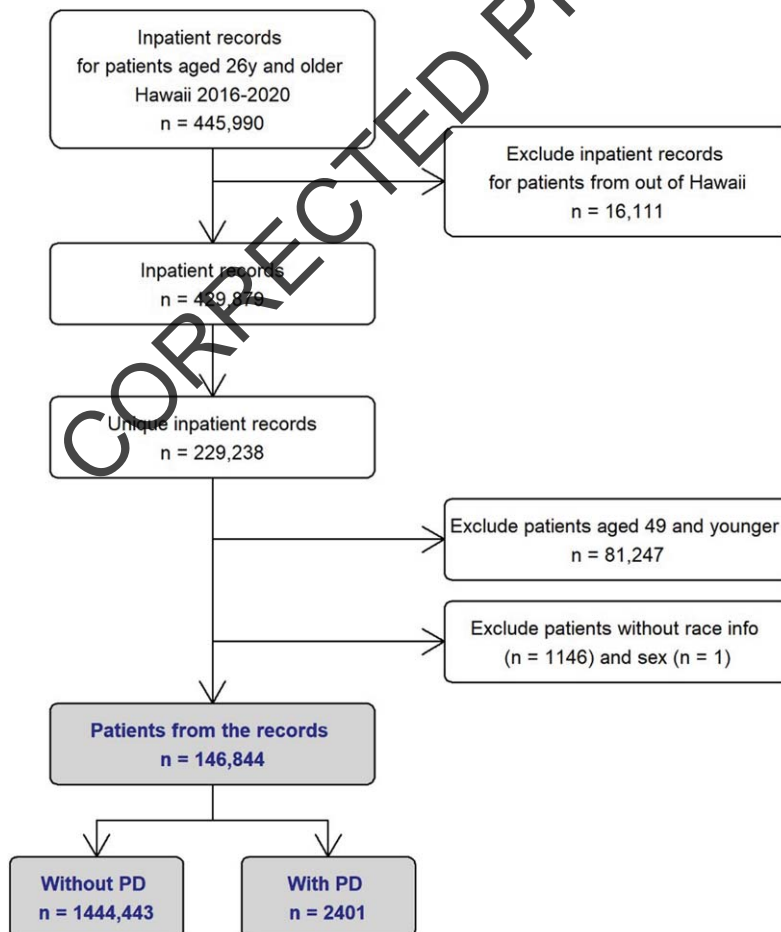 Inpatient records
for patients aged 26y and older
Hawaii 2016-2020
n = 445,990
Exclude inpatient records
for patients from out of Hawaii
n = 16,111
Inpatient records
n = 429,879
Unique inpatient records
n = 229,238
Exclude patients aged 49 and younger
n = 81,247
Exclude patients without race info
(n = 1146) and sex (n = 1)
Patients from the records
n = 146,844
Without PD
n = 1444,443
With PD
n = 2401
CORRECTED